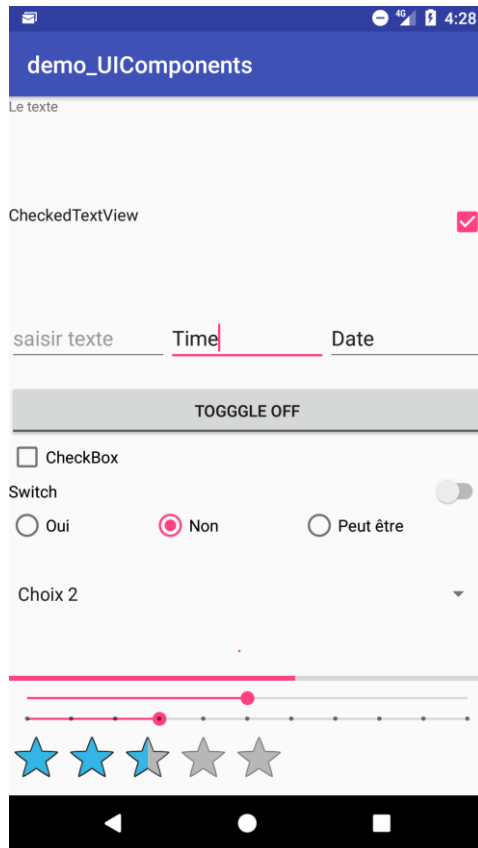 4G 4:28
demo_UIComponents
Le texte
CheckedTextView
saisir texte Time Date
TOGGGLE OFF
CheckBox
Switch
Oui Non Peut être
Choix 2